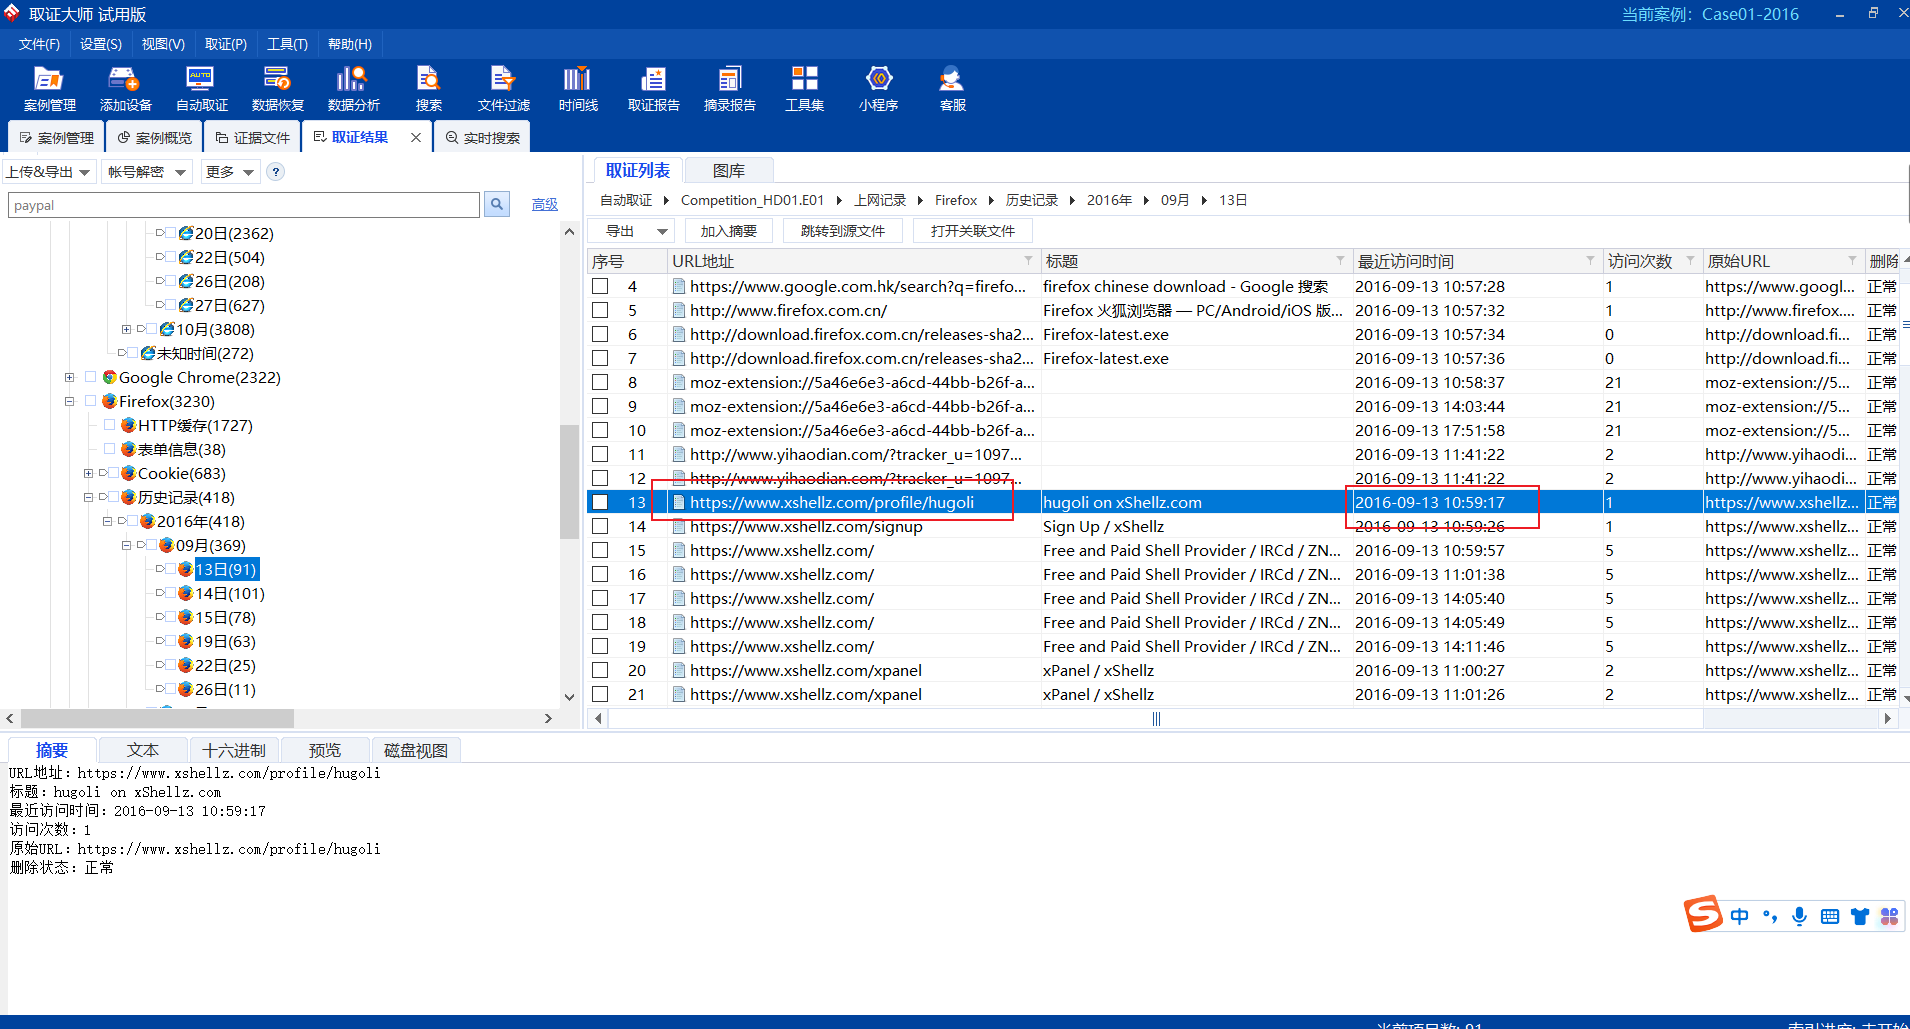 取证大师 试用版
当前案例：Case01-2016
文件(F) 设置(S) 视图(V) 取证(P) 工具(T) 帮助(H)
案例管理 添加设备 自动取证 数据恢复 数据分析 搜索 文件过滤 时间线 取证报告 摘录报告 工具集 小程序 客服
案例管理 案例概览 证据文件 取证结果 实时搜索
上传&导出 帐号解密 更多 ?
paypal 高级
20日(2362)
22日(504)
26日(208)
27日(627)
10月(3808)
未知时间(272)
Google Chrome(2322)
Firefox(3230)
HTTP缓存(1727)
表单信息(38)
Cookie(683)
历史记录(418)
2016年(418)
09月(369)
13日(91)
14日(101)
15日(78)
19日(63)
22日(25)
26日(11)
取证列表 图库
自动取证 Competition_HD01.E01 上网记录 Firefox 历史记录 2016年 09月 13日
导出 加入摘要 跳转到源文件 打开关联文件
序号 URL地址 标题 最近访问时间 访问次数 原始URL 删除
4 https://www.google.com.hk/search?q=firefo... firefox chinese download - Google 搜索 2016-09-13 10:57:28 1 https://www.googl... 正常
5 http://www.firefox.com.cn/ Firefox 火狐浏览器 — PC/Android/iOS 版... 2016-09-13 10:57:32 1 http://www.firefox.... 正常
6 http://download.firefox.com.cn/releases-sha2... Firefox-latest.exe 2016-09-13 10:57:34 0 http://download.fi... 正常
7 http://download.firefox.com.cn/releases-sha2... Firefox-latest.exe 2016-09-13 10:57:36 0 http://download.fi... 正常
8 moz-extension://5a46e6e3-a6cd-44bb-b26f-a... 2016-09-13 10:58:37 21 moz-extension://5... 正常
9 moz-extension://5a46e6e3-a6cd-44bb-b26f-a... 2016-09-13 14:03:44 21 moz-extension://5... 正常
10 moz-extension://5a46e6e3-a6cd-44bb-b26f-a... 2016-09-13 17:51:58 21 moz-extension://5... 正常
11 http://www.yihaodian.com/?tracker_u=1097... 2016-09-13 11:41:22 2 http://www.yihaodi... 正常
12 http://www.yihaodian.com/?tracker_u=1097... 2016-09-13 11:41:22 2 http://www.yihaodi... 正常
13 https://www.xshellz.com/profile/hugoli hugoli on xShellz.com 2016-09-13 10:59:17 1 https://www.xshellz... 正常
14 https://www.xshellz.com/signup Sign Up / xShellz 2016-09-13 10:59:26 1 https://www.xshellz... 正常
15 https://www.xshellz.com/ Free and Paid Shell Provider / IRCd / ZN... 2016-09-13 10:59:57 5 https://www.xshellz... 正常
16 https://www.xshellz.com/ Free and Paid Shell Provider / IRCd / ZN... 2016-09-13 11:01:38 5 https://www.xshellz... 正常
17 https://www.xshellz.com/ Free and Paid Shell Provider / IRCd / ZN... 2016-09-13 14:05:40 5 https://www.xshellz... 正常
18 https://www.xshellz.com/ Free and Paid Shell Provider / IRCd / ZN... 2016-09-13 14:05:49 5 https://www.xshellz... 正常
19 https://www.xshellz.com/ Free and Paid Shell Provider / IRCd / ZN... 2016-09-13 14:11:46 5 https://www.xshellz... 正常
20 https://www.xshellz.com/xpanel xPanel / xShellz 2016-09-13 11:00:27 2 https://www.xshellz... 正常
21 https://www.xshellz.com/xpanel xPanel / xShellz 2016-09-13 11:01:26 2 https://www.xshellz... 正常
摘要 文本 十六进制 预览 磁盘视图
URL地址：https://www.xshellz.com/profile/hugoli
标题：hugoli on xShellz.com
最近访问时间：2016-09-13 10:59:17
访问次数：1
原始URL：https://www.xshellz.com/profile/hugoli
删除状态：正常
中
当前项目数: 91